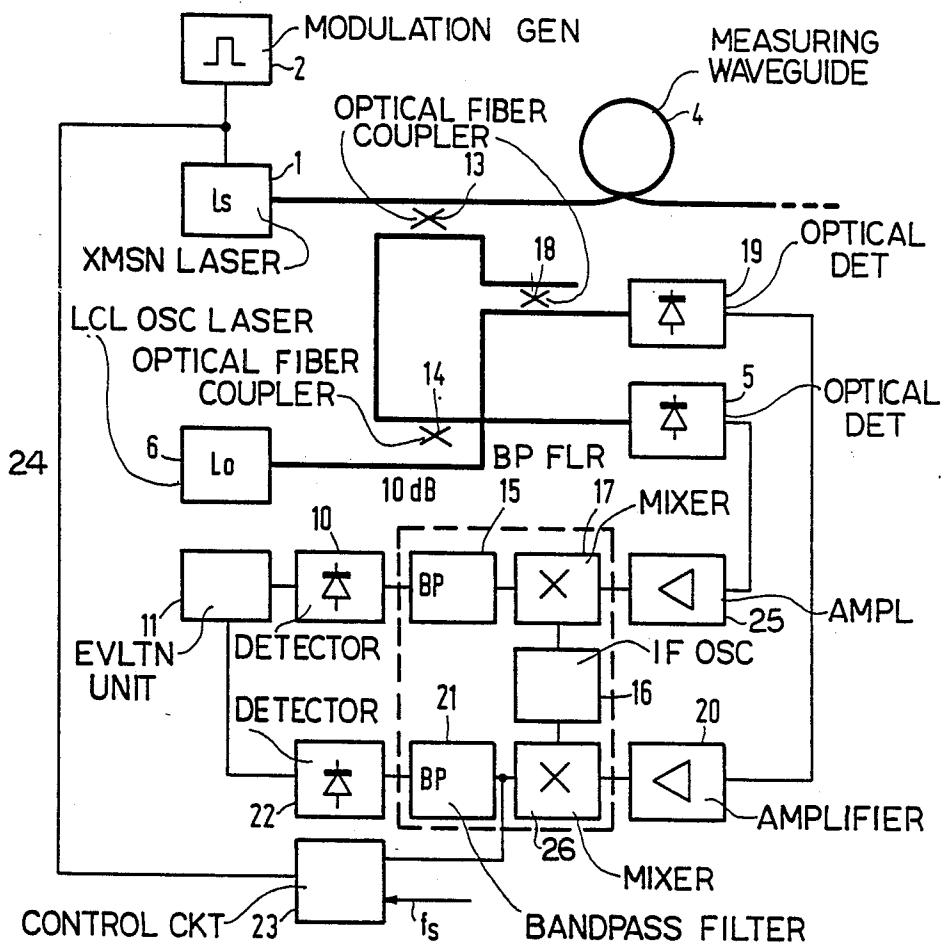 MODULATION GEN
2
MEASURING
WAVEGUIDE
4
OPTICAL FIBER
COUPLER
1
13
ls
XMSN LASER
18
19
OPTICAL
DET
LCL OSC LASER
OPTICAL FIBER
COUPLER
14
5
OPTICAL
DET
6
Lo
24
BP FLR
10 dB
15
17
MIXER
10
BP
11
EVLTN
UNIT
DETECTOR
25
AMPL
IF OSC
16
DETECTOR
21
20
BP
22
26
AMPLIFIER
MIXER
CONTROL CKT
23
fs
BANDPASS FILTER